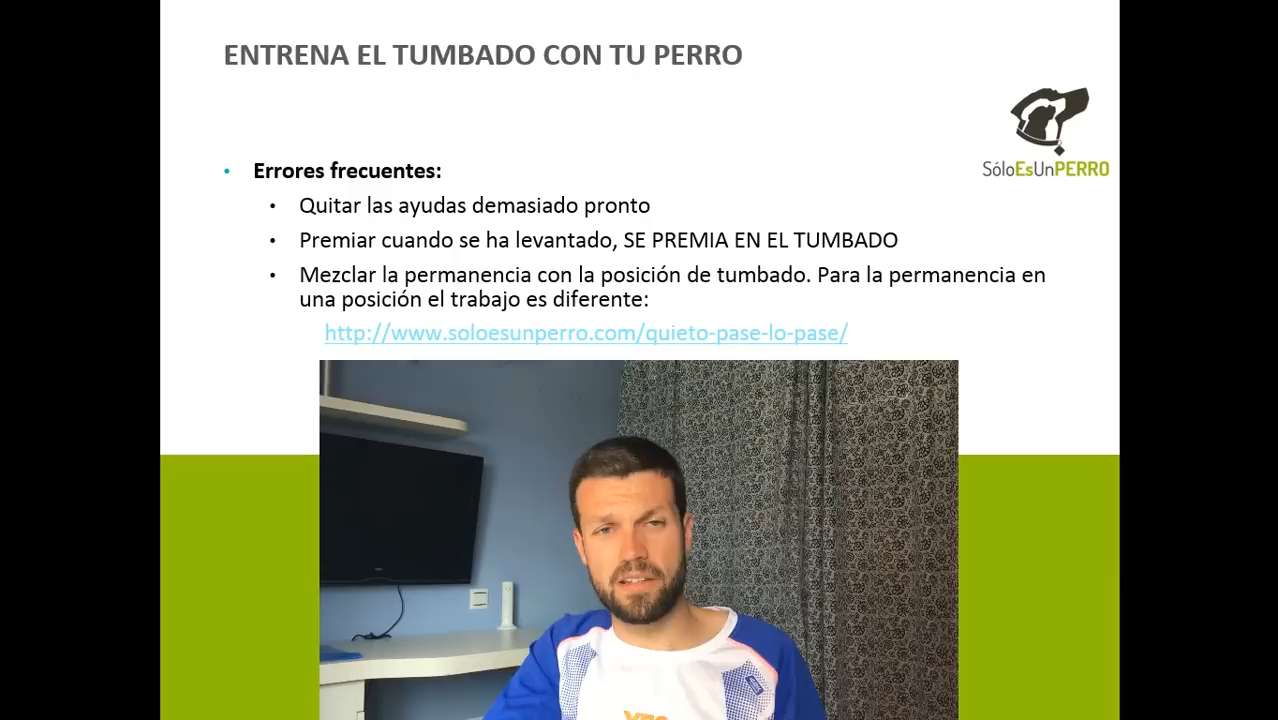 ENTRENA EL TUMBADO CON TU PERRO
SóloEsUnPERRO
• Errores frecuentes:
• Quitar las ayudas demasiado pronto
• Premiar cuando se ha levantado, SE PREMIA EN EL TUMBADO
• Mezclar la permanencia con la posición de tumbado. Para la permanencia en
una posición el trabajo es diferente:
http://www.soloesunperro.com/quieto-pase-lo-pase/